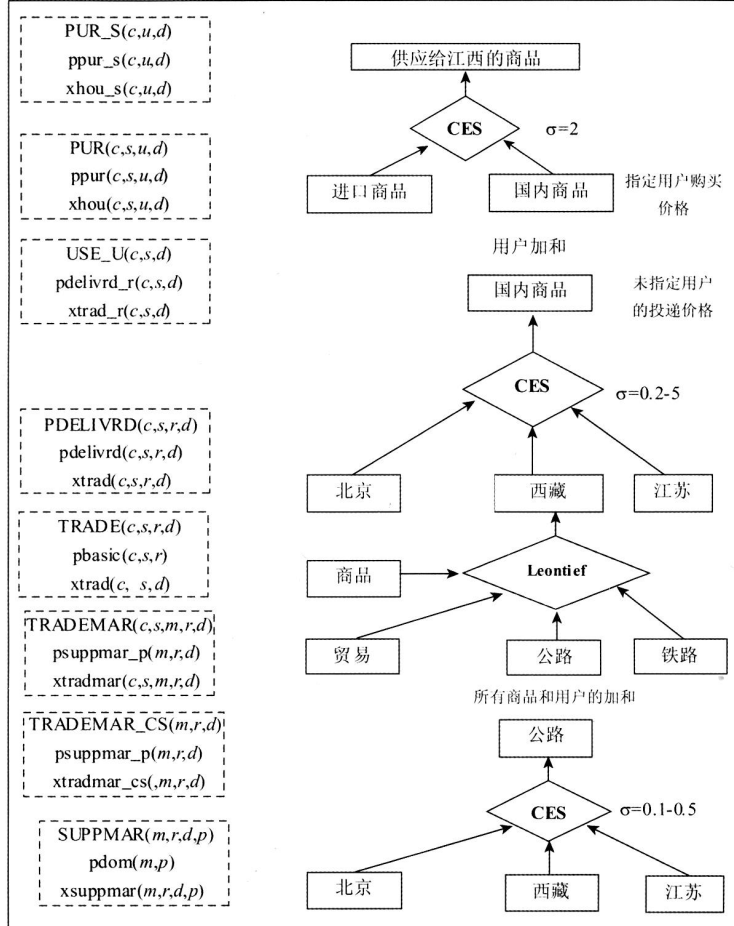 PUR_S(c,u,d)
ppur_s(c,u,d)
xhou_s(c,u,d)
供应给江西的商品
CES
σ=2
PUR(c,s,u,d)
ppur(c,s,u,d)
xhou(c,s,u,d)
进口商品
国内商品
指定用户购买
价格
用户加和
USE_U(c,s,d)
pdelivrd_r(c,s,d)
xtrad_r(c,s,d)
国内商品
未指定用户
的投递价格
CES
σ=0.2-5
PDELIVRD(c,s,r,d)
pdelivrd(c,s,r,d)
xtrad(c,s,r,d)
北京
西藏
江苏
TRADE(c,s,r,d)
pbasic(c,s,r)
xtrad(c, s,d)
商品
Leontief
TRADEMAR(c,s,m,r,d)
psuppmar_p(m,r,d)
xtradmar(c,s,m,r,d)
贸易
公路
铁路
所有商品和用户的加和
TRADEMAR_CS(m,r,d)
psuppmar_p(m,r,d)
xtradmar_cs(,m,r,d)
公路
CES
σ=0.1-0.5
SUPPMAR(m,r,d,p)
pdom(m,p)
xsuppmar(m,r,d,p)
北京
西藏
江苏